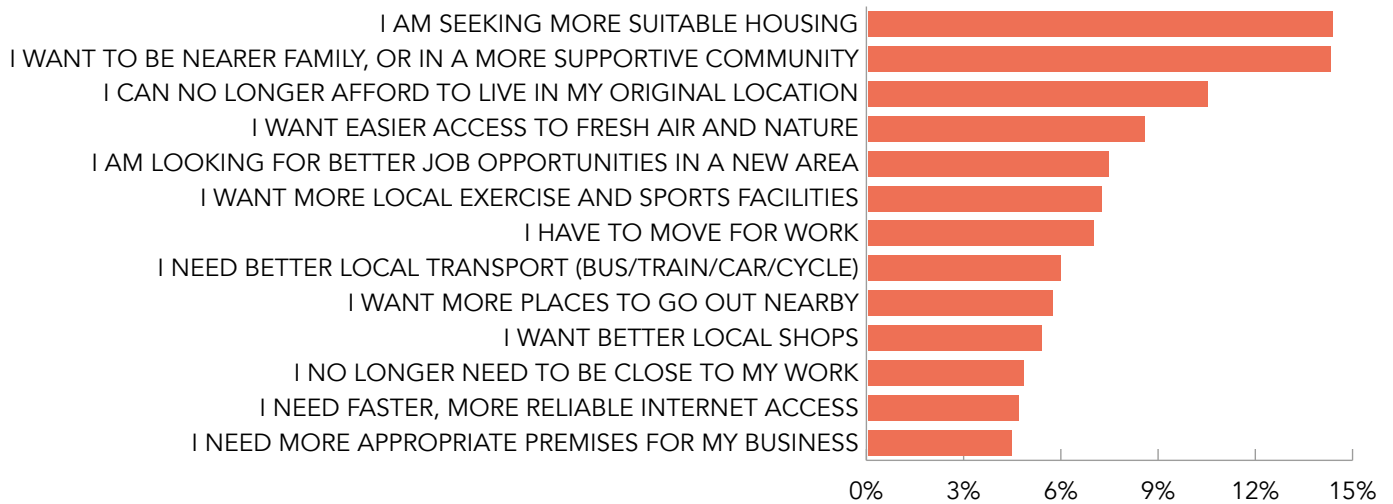 I AM SEEKING MORE SUITABLE HOUSING
I WANT TO BE NEARER FAMILY, OR IN A MORE SUPPORTIVE COMMUNITY
I CAN NO LONGER AFFORD TO LIVE IN MY ORIGINAL LOCATION
I WANT EASIER ACCESS TO FRESH AIR AND NATURE
I AM LOOKING FOR BETTER JOB OPPORTUNITIES IN A NEW AREA
I WANT MORE LOCAL EXERCISE AND SPORTS FACILITIES
I HAVE TO MOVE FOR WORK
I NEED BETTER LOCAL TRANSPORT (BUS/TRAIN/CAR/CYCLE)
I WANT MORE PLACES TO GO OUT NEARBY
I WANT BETTER LOCAL SHOPS
I NO LONGER NEED TO BE CLOSE TO MY WORK
I NEED FASTER, MORE RELIABLE INTERNET ACCESS
I NEED MORE APPROPRIATE PREMISES FOR MY BUSINESS
0% 3% 6% 9% 12% 15%